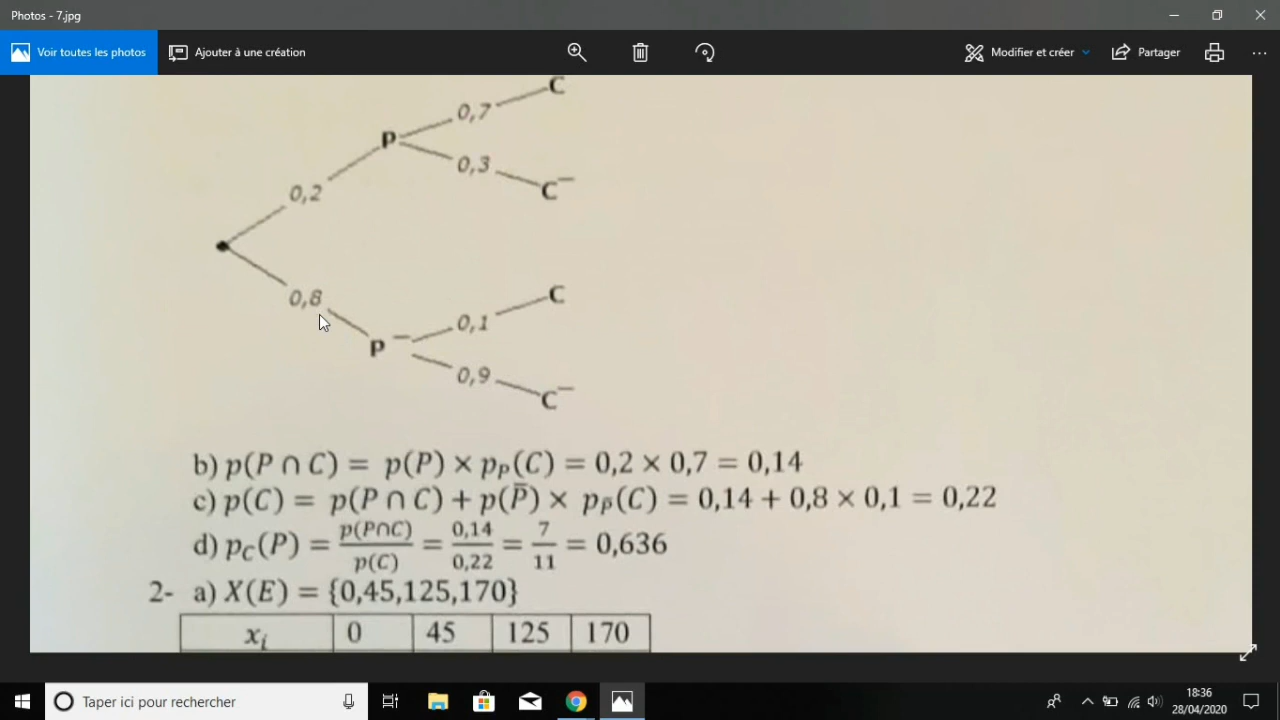 Photos - 7.jpg
Voir toutes les photos
Ajouter à une création
Modifier et créer
Partager
C
0,7
P
0,3
C̅
0,2
0,8
C
0,1
P̅
0,9
C̅
b) p(P ∩ C) = p(P) × p_P(C) = 0,2 × 0,7 = 0,14
c) p(C) = p(P ∩ C) + p(P̅) × p_P̅(C) = 0,14 + 0,8 × 0,1 = 0,22
d) p_C(P) = p(P∩C)/p(C) = 0,14/0,22 = 7/11 = 0,636
2- a) X(E) = {0,45,125,170}
x_i 0 45 125 170
Taper ici pour rechercher
18:36
28/04/2020